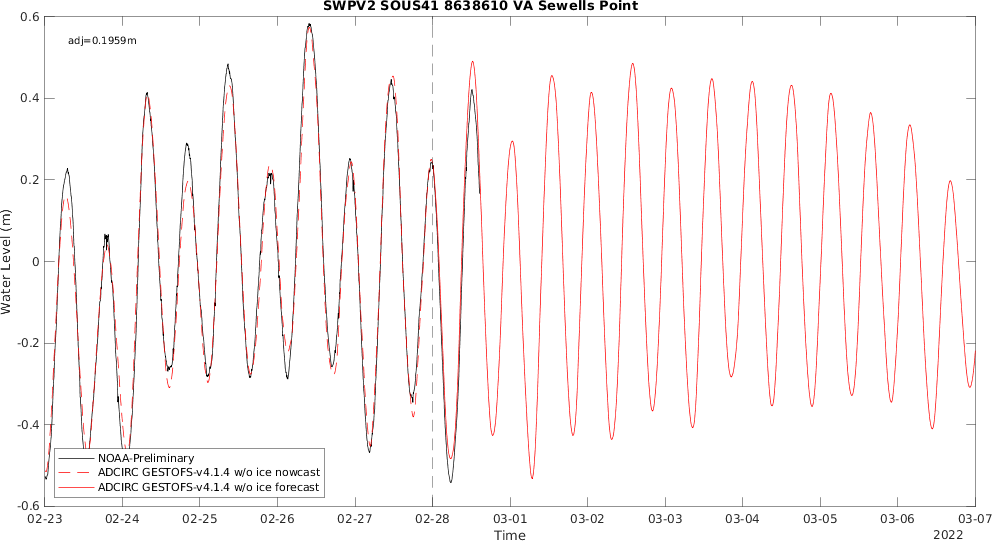 SWPV2 SOUS41 8638610 VA Sewells Point
adj=0.1959m
0.6
0.4
0.2
0
-0.2
-0.4
-0.6
Water Level (m)
NOAA-Preliminary
ADCIRC GESTOFS-v4.1.4 w/o ice nowcast
ADCIRC GESTOFS-v4.1.4 w/o ice forecast
02-23 02-24 02-25 02-26 02-27 02-28 03-01 03-02 03-03 03-04 03-05 03-06 03-07
Time
2022